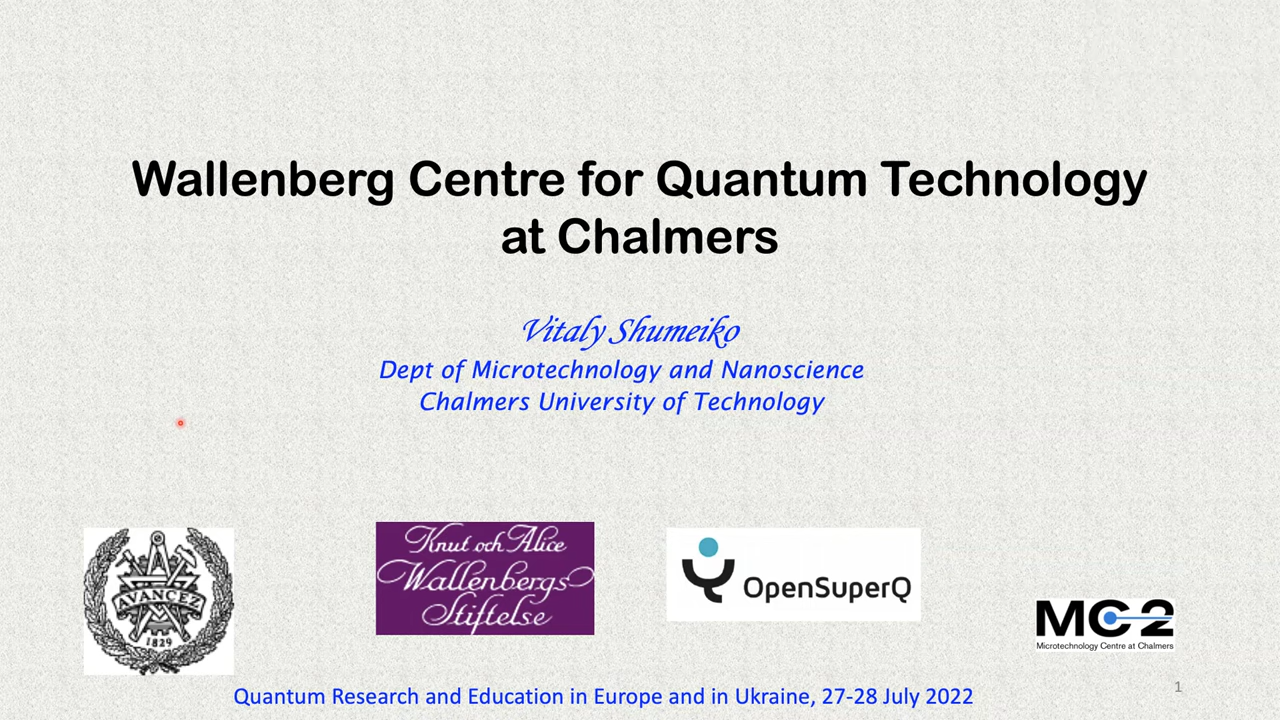 Wallenberg Centre for Quantum Technology
at Chalmers
Vitaly Shumeiko
Dept of Microtechnology and Nanoscience
Chalmers University of Technology
AVANCEZ
1829
Knut och Alice
Wallenbergs
Stiftelse
OpenSuperQ
MC2
Microtechnology Centre at Chalmers
Quantum Research and Education in Europe and in Ukraine, 27-28 July 2022
1